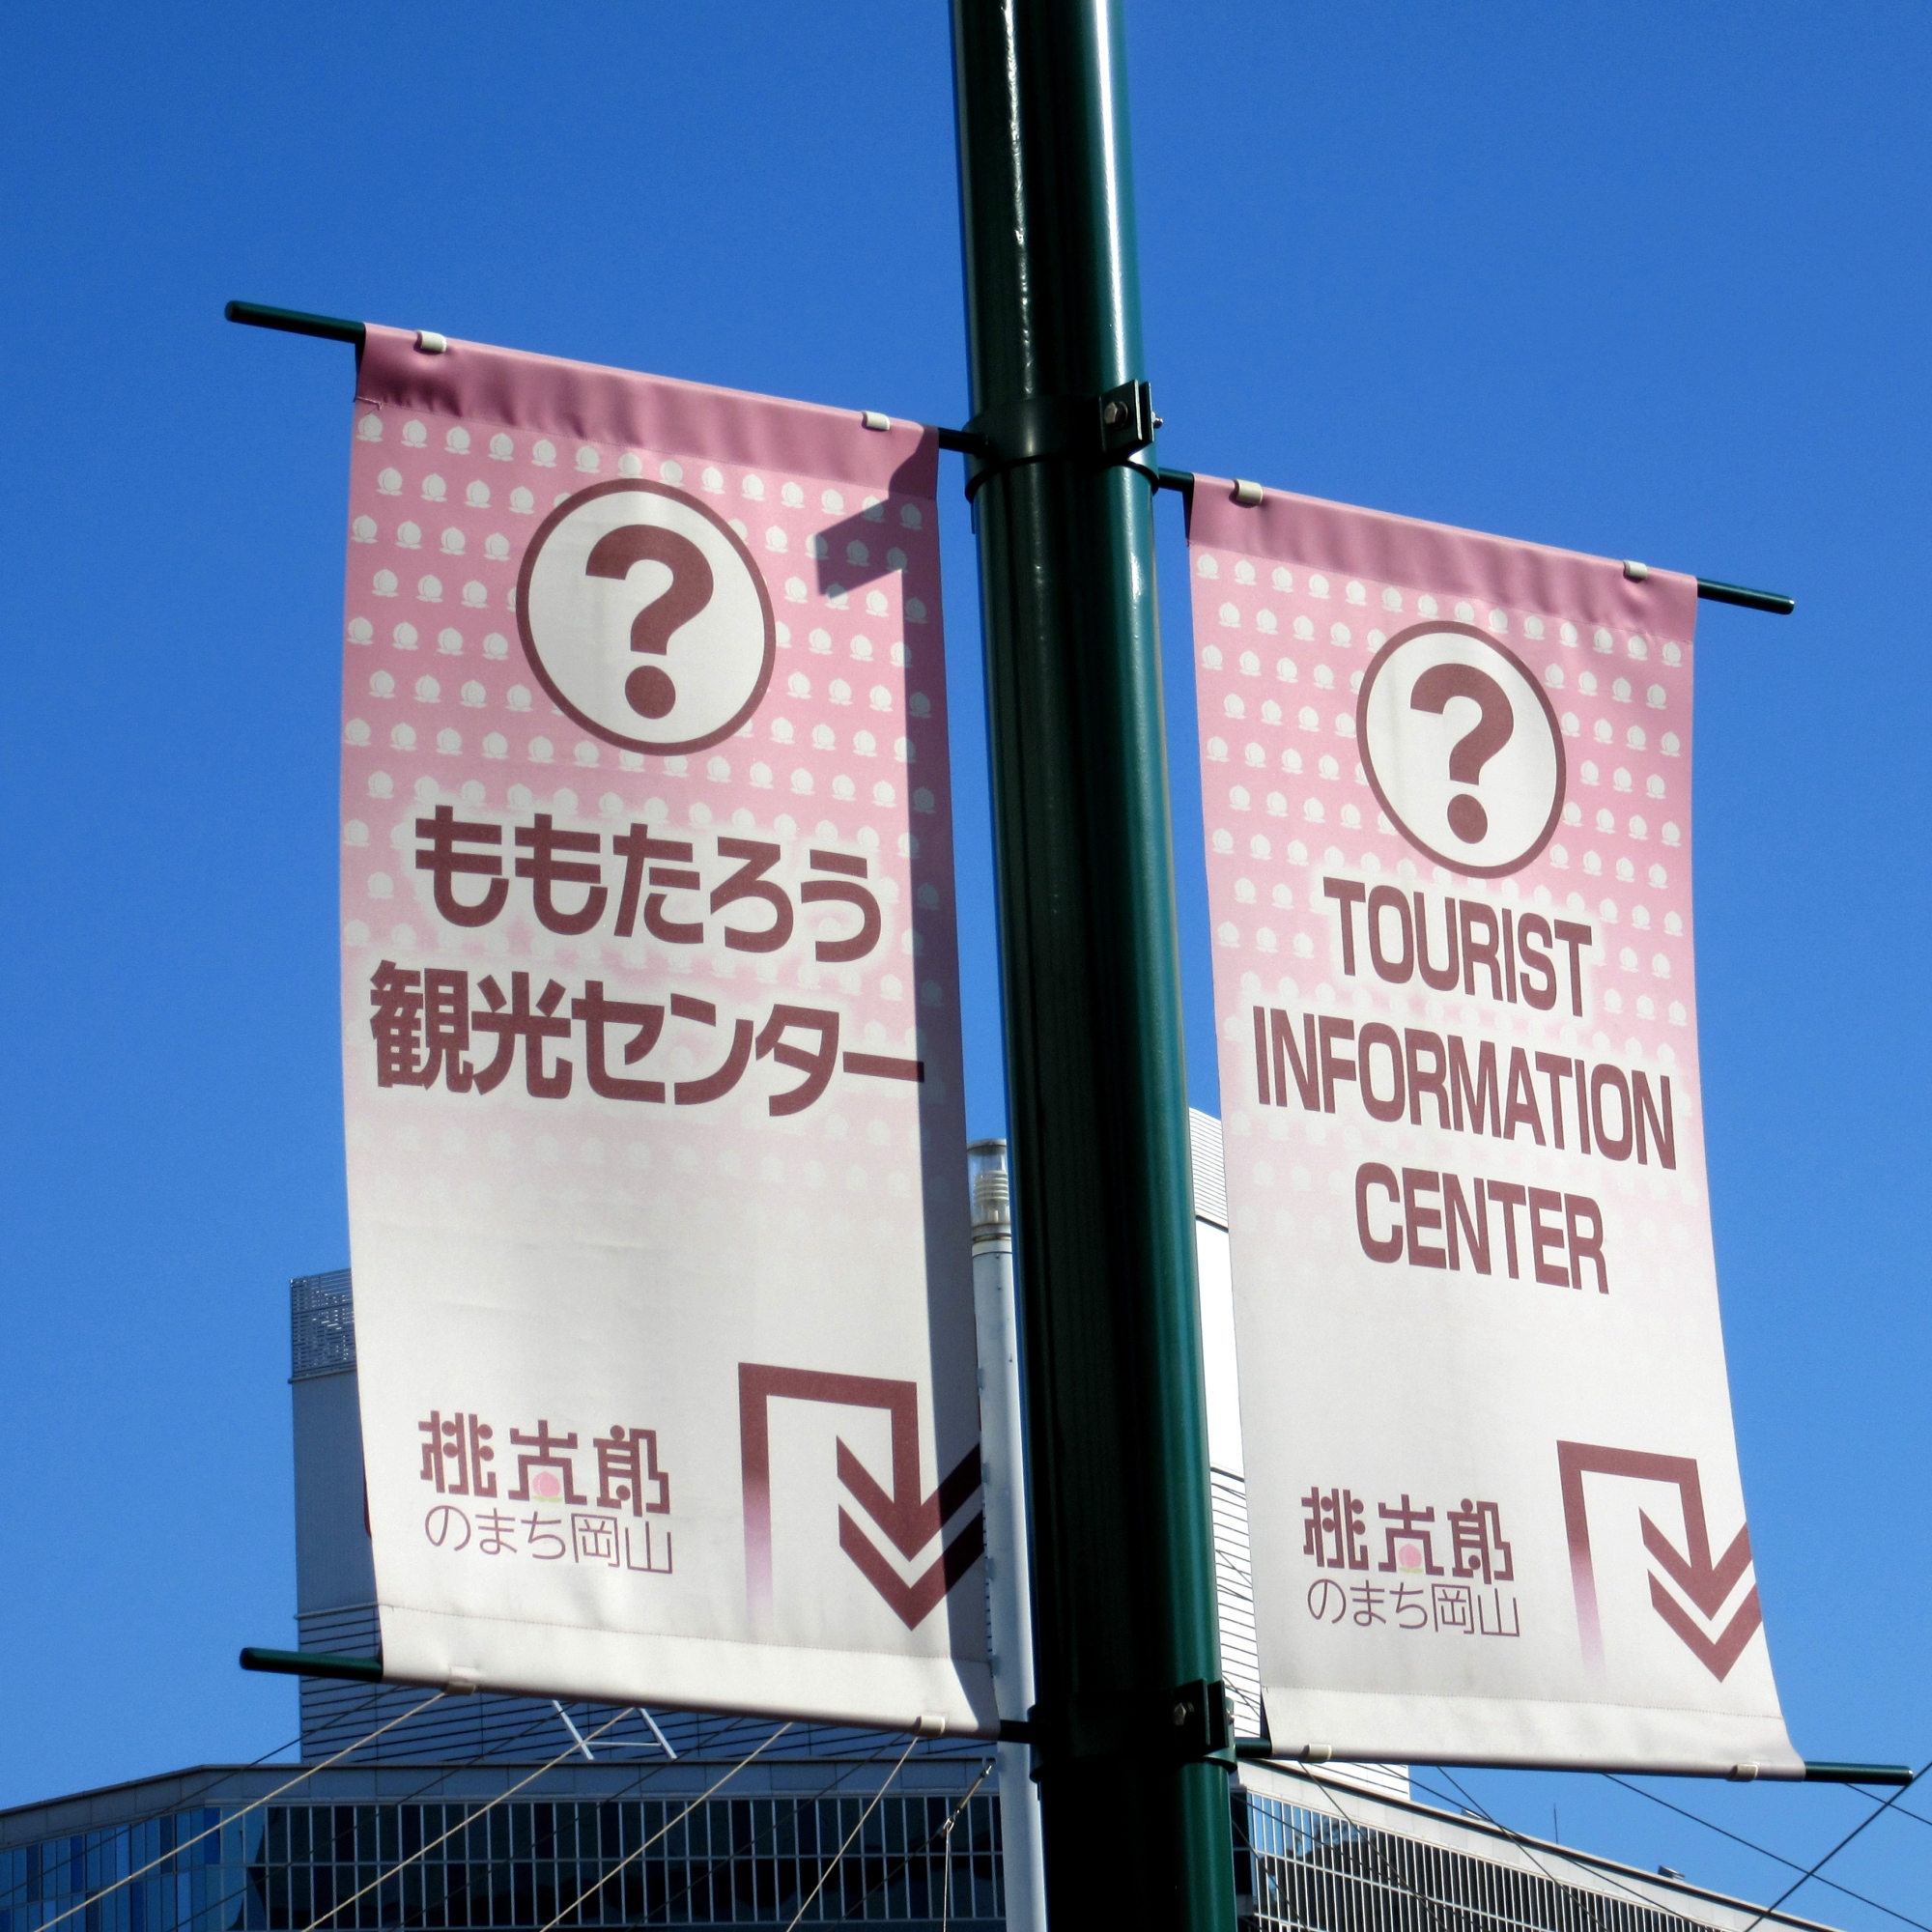 ?
ももたろう
観光センター
桃太郎
のまち岡山
?
TOURIST
INFORMATION
CENTER
桃太郎
のまち岡山